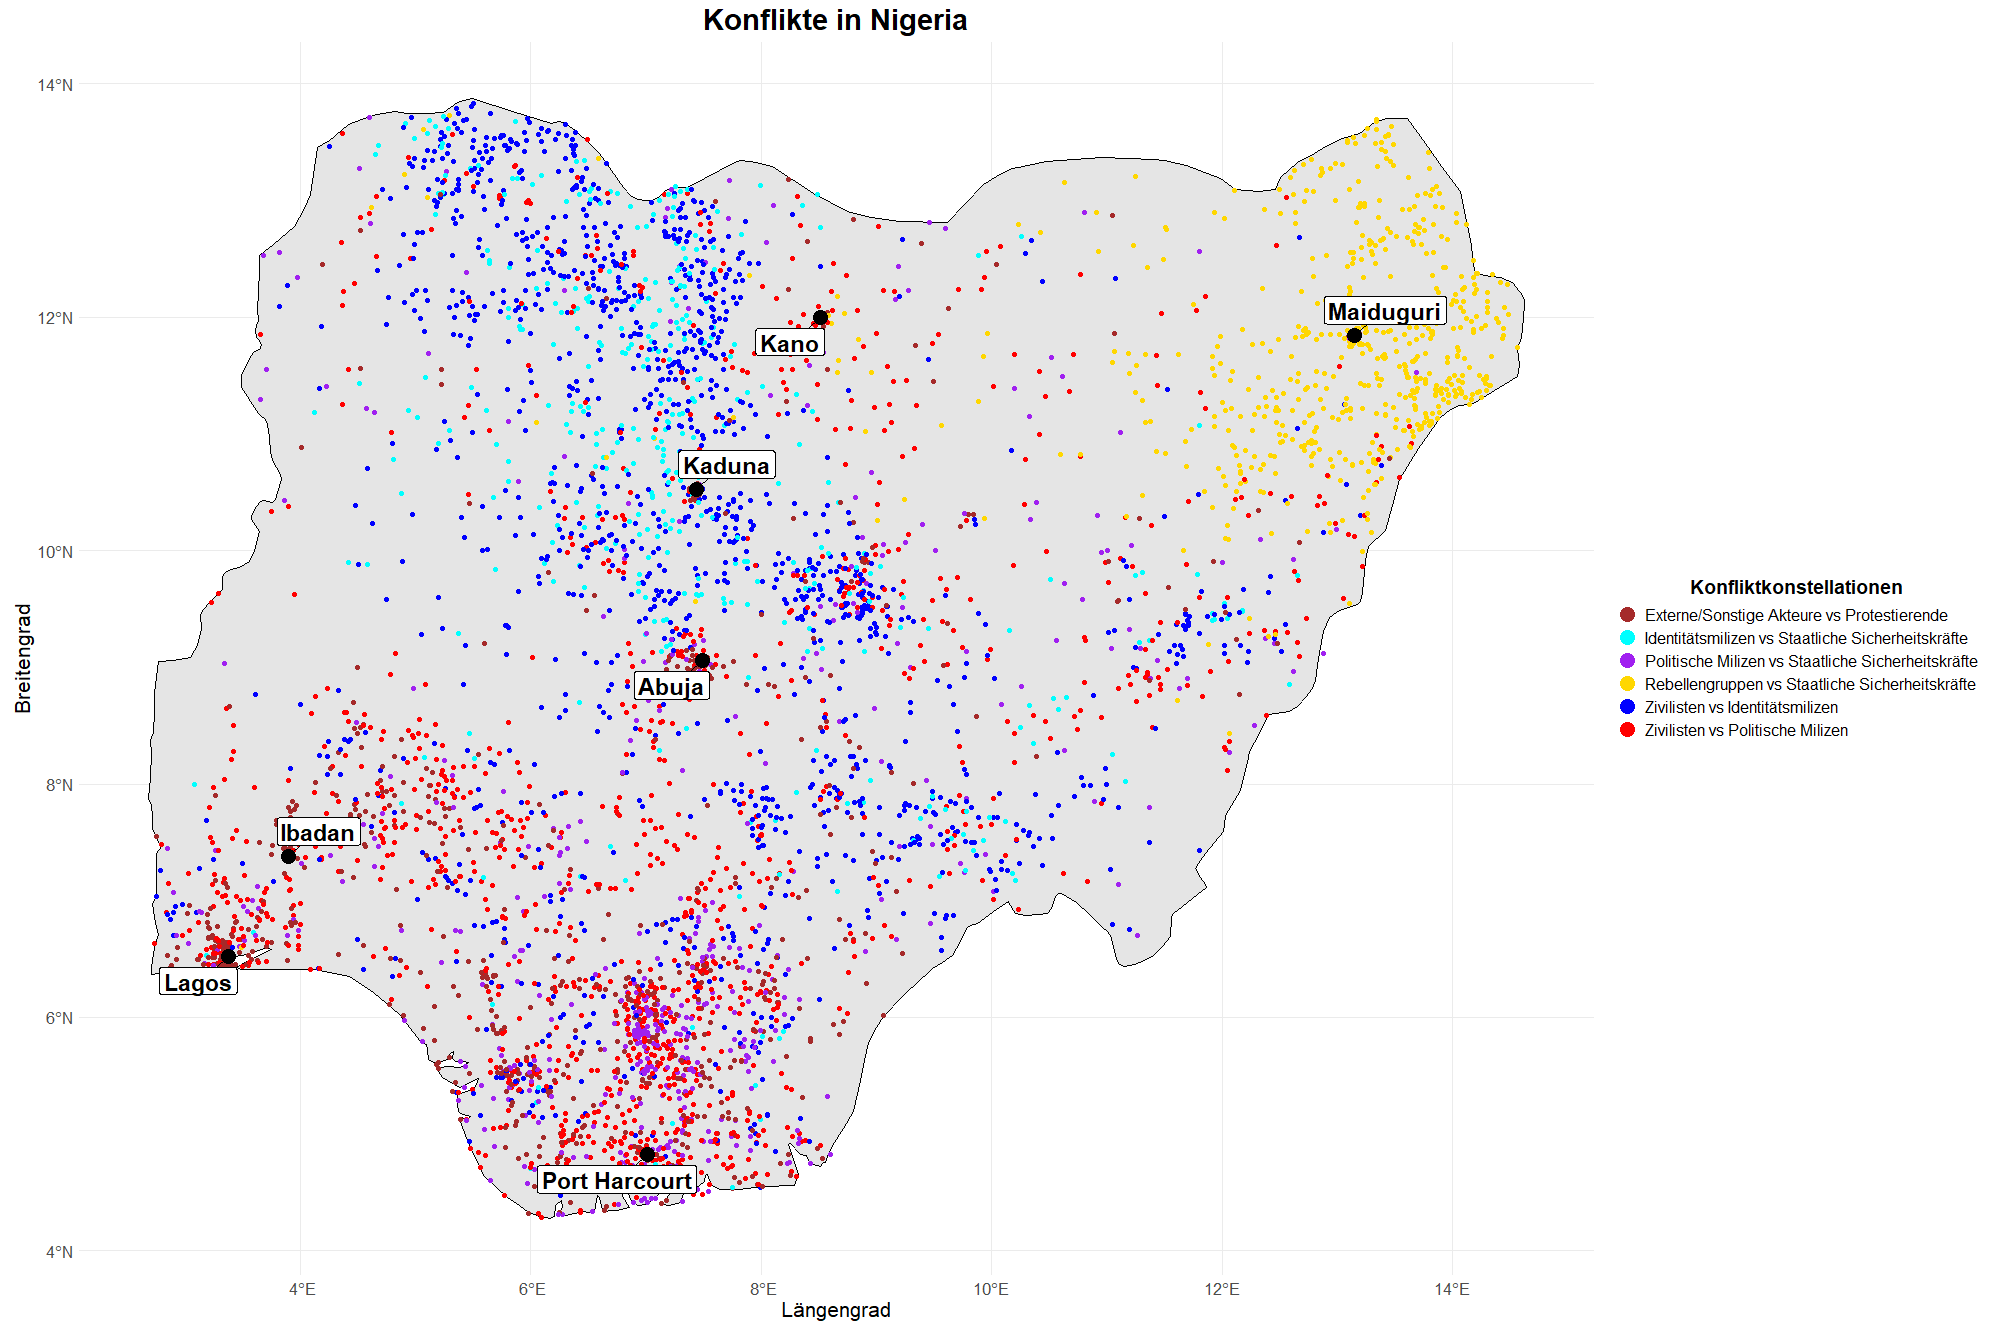 Konflikte in Nigeria
14°N
12°N
10°N
8°N
6°N
4°N
Breitengrad
Maiduguri
Kano
Kaduna
Abuja
Ibadan
Lagos
Port Harcourt
4°E
6°E
8°E
10°E
12°E
14°E
Längengrad
Konfliktkonstellationen
Externe/Sonstige Akteure vs Protestierende
Identitätsmilizen vs Staatliche Sicherheitskräfte
Politische Milizen vs Staatliche Sicherheitskräfte
Rebellengruppen vs Staatliche Sicherheitskräfte
Zivilisten vs Identitätsmilizen
Zivilisten vs Politische Milizen